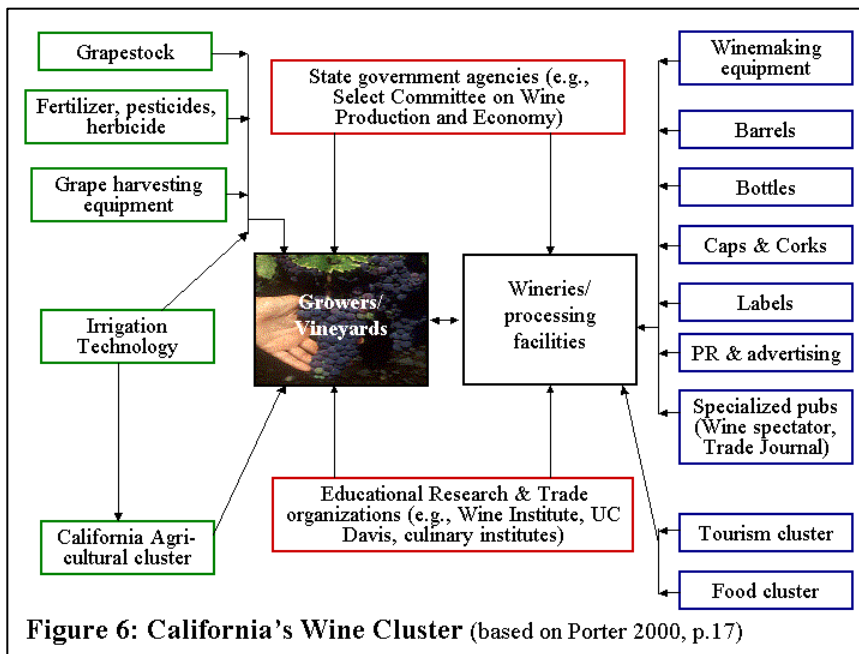 Grapestock
Fertilizer, pesticides,
herbicide
Grape harvesting
equipment
Irrigation
Technology
California Agri-
cultural cluster
State government agencies (e.g.,
Select Committee on Wine
Production and Economy)
Growers/
Vineyards
Wineries/
processing
facilities
Educational Research & Trade
organizations (e.g., Wine Institute, UC
Davis, culinary institutes)
Winemaking
equipment
Barrels
Bottles
Caps & Corks
Labels
PR & advertising
Specialized pubs
(Wine spectator,
Trade Journal)
Tourism cluster
Food cluster
Figure 6: California's Wine Cluster (based on Porter 2000, p.17)